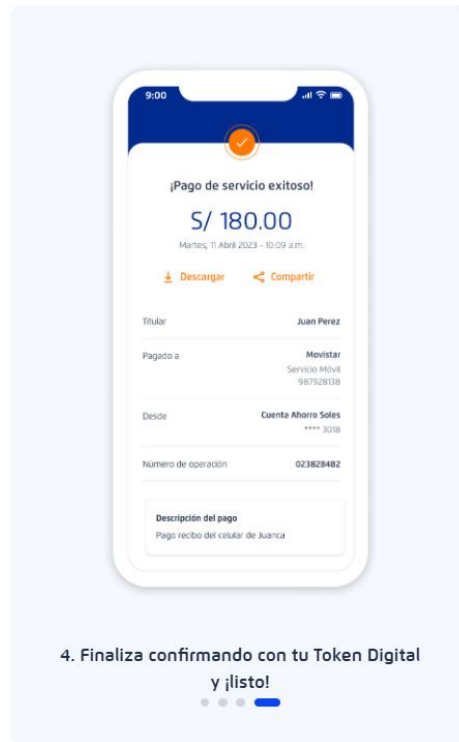 9:00
¡Pago de servicio exitoso!
S/ 180.00
Martes, 11 Abril 2023 - 10:09 a.m.
Descargar Compartir
Titular Juan Perez
Pagado a Movistar
Servicio Móvil
987928138
Desde Cuenta Ahorro Soles
**** 3018
Número de operación 023828482
Descripción del pago
Pago recibo del celular de Juanca
4. Finaliza confirmando con tu Token Digital
y ¡listo!